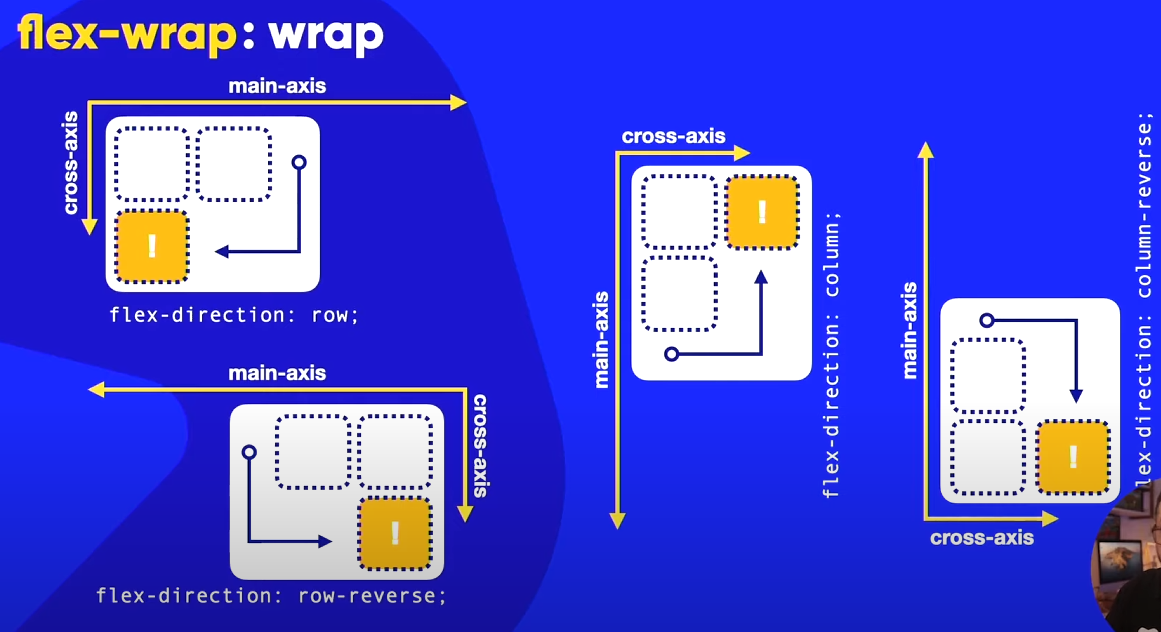 flex-wrap: wrap
main-axis
cross-axis
!
flex-direction: row;
main-axis
cross-axis
!
flex-direction: row-reverse;
cross-axis
main-axis
!
flex-direction: column;
main-axis
!
cross-axis
lex-direction: column-reverse;